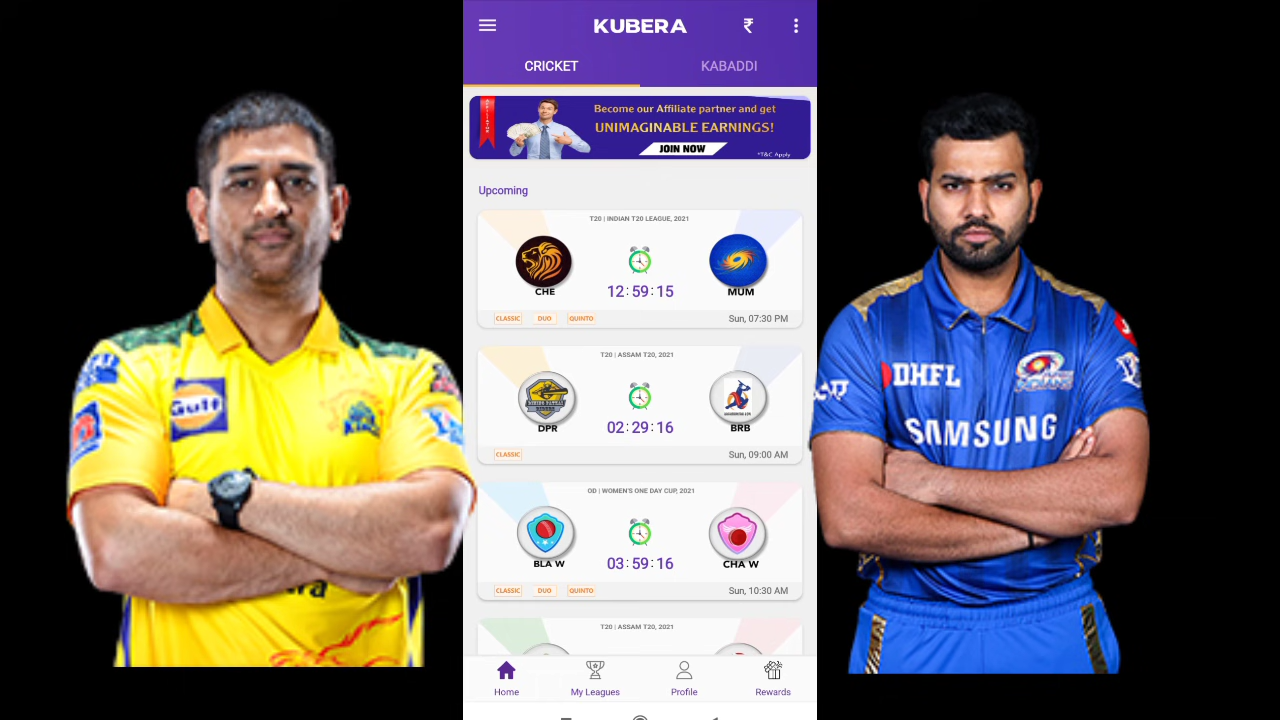 KUBERA
₹
CRICKET
KABADDI
Become our Affiliate partner and get
UNIMAGINABLE EARNINGS!
JOIN NOW
*T&C Apply
Upcoming
T20 | INDIAN T20 LEAGUE, 2021
CHE
12:59:15
MUM
CLASSIC DUO QUINTO
Sun, 07:30 PM
T20 | ASSAM T20, 2021
DPR
02:29:16
BRB
CLASSIC
Sun, 09:00 AM
OD | WOMEN'S ONE DAY CUP, 2021
BLA W
03:59:16
CHA W
CLASSIC DUO QUINTO
Sun, 10:30 AM
T20 | ASSAM T20, 2021
Home
My Leagues
Profile
Rewards
Gulf
DHFL
INDIANS
SAMSUNG